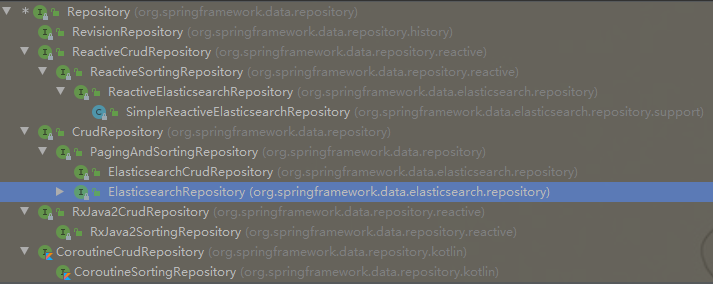 * Repository (org.springframework.data.repository)
RevisionRepository (org.springframework.data.repository.history)
ReactiveCrudRepository (org.springframework.data.repository.reactive)
ReactiveSortingRepository (org.springframework.data.repository.reactive)
ReactiveElasticsearchRepository (org.springframework.data.elasticsearch.repository)
SimpleReactiveElasticsearchRepository (org.springframework.data.elasticsearch.repository.support)
CrudRepository (org.springframework.data.repository)
PagingAndSortingRepository (org.springframework.data.repository)
ElasticsearchCrudRepository (org.springframework.data.elasticsearch.repository)
ElasticsearchRepository (org.springframework.data.elasticsearch.repository)
RxJava2CrudRepository (org.springframework.data.repository.reactive)
RxJava2SortingRepository (org.springframework.data.repository.reactive)
CoroutineCrudRepository (org.springframework.data.repository.kotlin)
CoroutineSortingRepository (org.springframework.data.repository.kotlin)